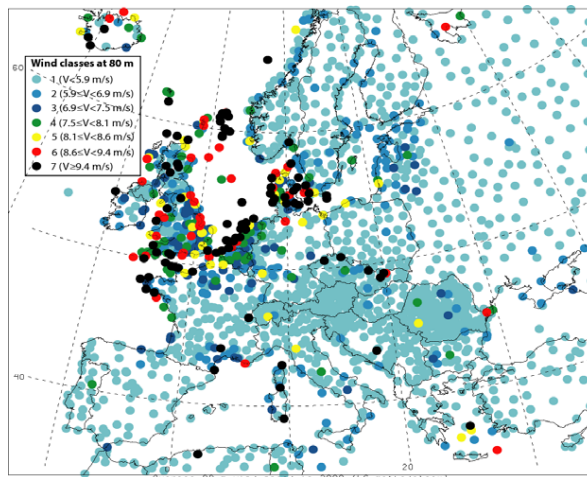 Wind classes at 80 m
1 (V<5.9 m/s)
2 (5.9≤V<6.9 m/s)
3 (6.9≤V<7.5 m/s)
4 (7.5≤V<8.1 m/s)
5 (8.1≤V<8.6 m/s)
6 (8.6≤V<9.4 m/s)
7 (V≥9.4 m/s)
60
40
20